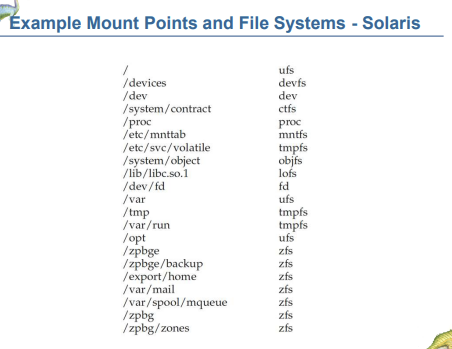 Example Mount Points and File Systems - Solaris
/ ufs
/devices devfs
/dev dev
/system/contract ctfs
/proc proc
/etc/mnttab mntfs
/etc/svc/volatile tmpfs
/system/object objfs
/lib/libc.so.1 lofs
/dev/fd fd
/var ufs
/tmp tmpfs
/var/run tmpfs
/opt ufs
/zpbge zfs
/zpbge/backup zfs
/export/home zfs
/var/mail zfs
/var/spool/mqueue zfs
/zpbg zfs
/zpbg/zones zfs